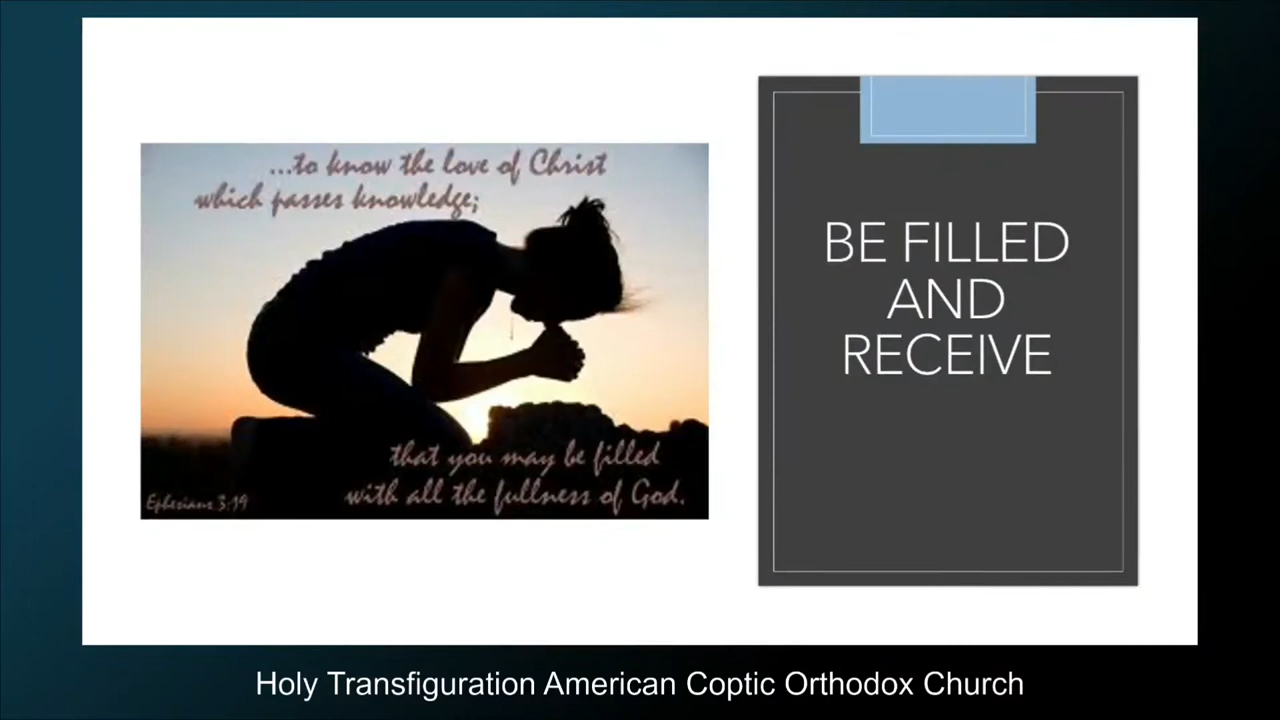 ...to know the love of Christ
which passes knowledge;
that you may be filled
with all the fullness of God.
Ephesians 3:19
BE FILLED
AND
RECEIVE
Holy Transfiguration American Coptic Orthodox Church